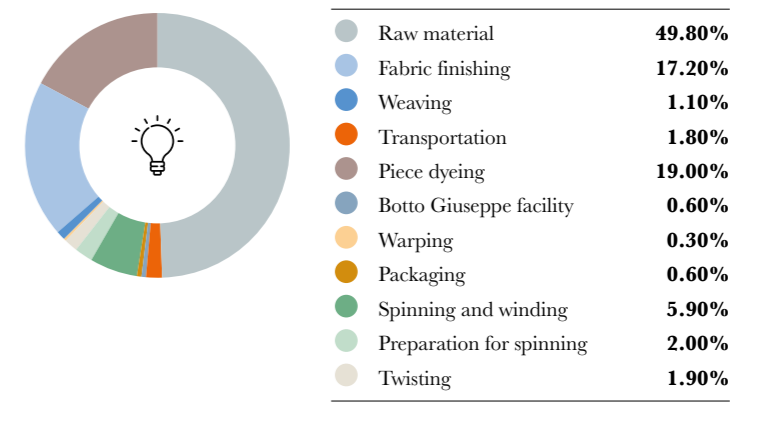 Raw material 49.80%
Fabric finishing 17.20%
Weaving 1.10%
Transportation 1.80%
Piece dyeing 19.00%
Botto Giuseppe facility 0.60%
Warping 0.30%
Packaging 0.60%
Spinning and winding 5.90%
Preparation for spinning 2.00%
Twisting 1.90%